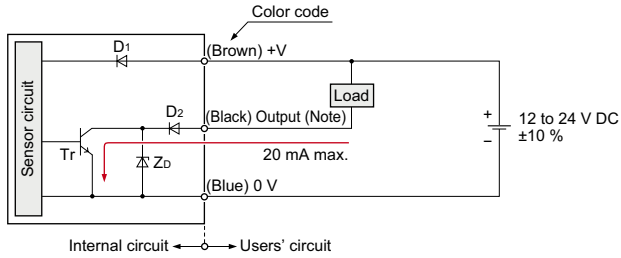 Color code
D1
(Brown) +V
Load
Sensor circuit
D2
(Black) Output (Note)
+
12 to 24 V DC
−
±10 %
Tr
ZD
20 mA max.
(Blue) 0 V
Internal circuit
Users' circuit